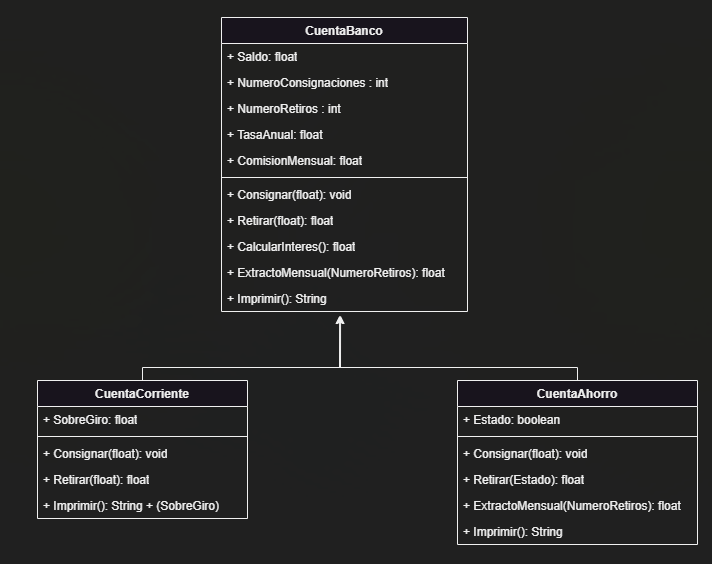 CuentaBanco
+ Saldo: float
+ NumeroConsignaciones : int
+ NumeroRetiros : int
+ TasaAnual: float
+ ComisionMensual: float
+ Consignar(float): void
+ Retirar(float): float
+ CalcularInteres(): float
+ ExtractoMensual(NumeroRetiros): float
+ Imprimir(): String
CuentaCorriente
+ SobreGiro: float
+ Consignar(float): void
+ Retirar(float): float
+ Imprimir(): String + (SobreGiro)
CuentaAhorro
+ Estado: boolean
+ Consignar(float): void
+ Retirar(Estado): float
+ ExtractoMensual(NumeroRetiros): float
+ Imprimir(): String